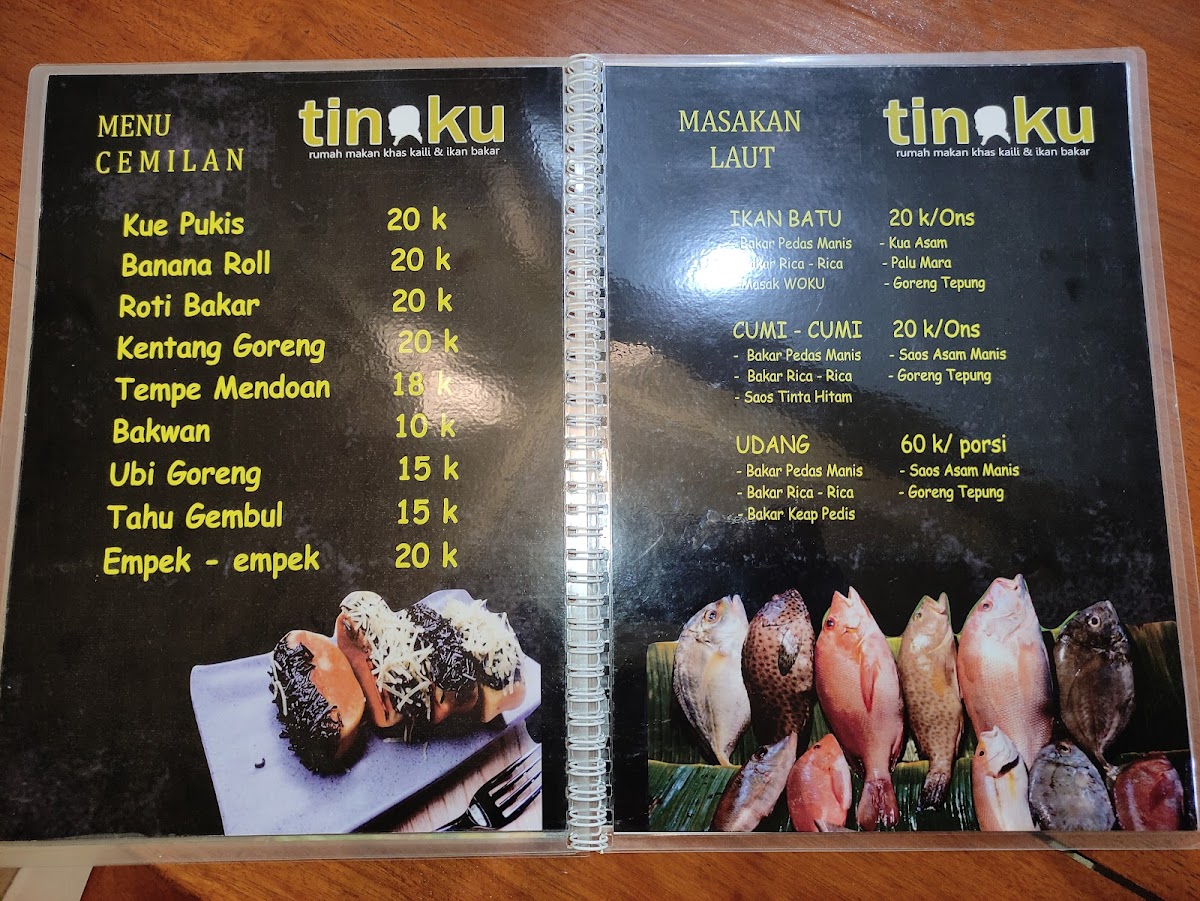 MENU
CEMILAN
tinaku
rumah makan khas kaili & ikan bakar
Kue Pukis 20 k
Banana Roll 20 k
Roti Bakar 20 k
Kentang Goreng 20 k
Tempe Mendoan 18 k
Bakwan 10 k
Ubi Goreng 15 k
Tahu Gembul 15 k
Empek - empek 20 k
MASAKAN
LAUT
tinaku
rumah makan khas kaili & ikan bakar
IKAN BATU 20 k/Ons
- Bakar Pedas Manis - Kua Asam
- Bakar Rica - Rica - Palu Mara
- Masak WOKU - Goreng Tepung
CUMI - CUMI 20 k/Ons
- Bakar Pedas Manis - Saos Asam Manis
- Bakar Rica - Rica - Goreng Tepung
- Saos Tinta Hitam
UDANG 60 k/ porsi
- Bakar Pedas Manis - Saos Asam Manis
- Bakar Rica - Rica - Goreng Tepung
- Bakar Keap Pedis